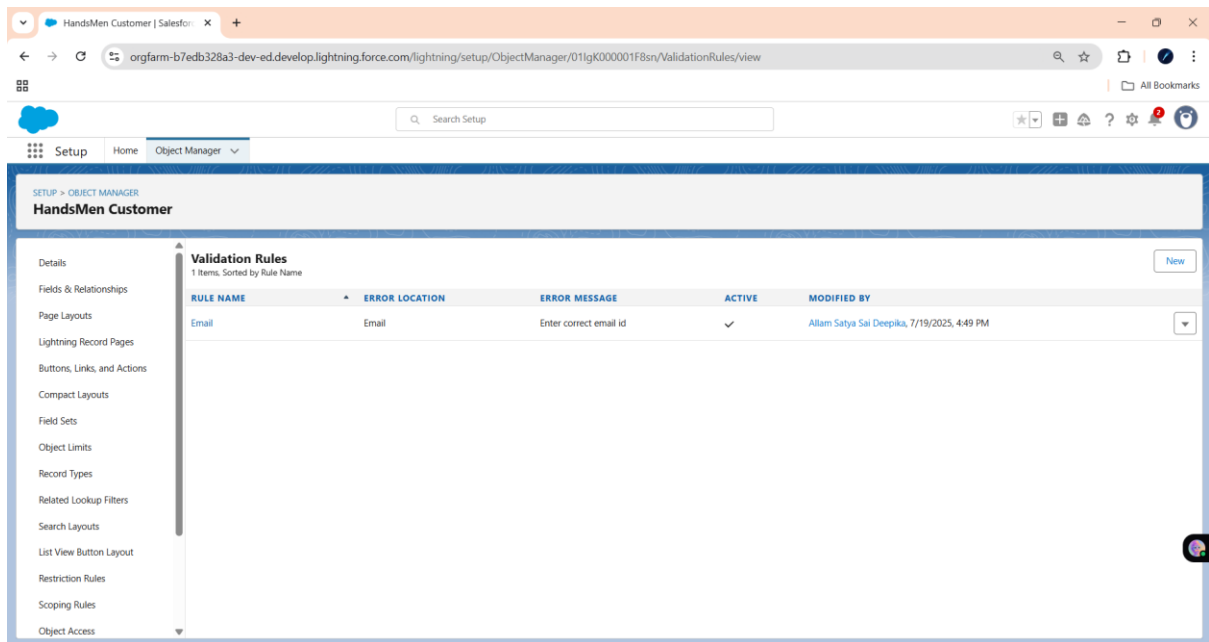 HandsMen Customer | Salesforc
orgfarm-b7edb328a3-dev-ed.develop.lightning.force.com/lightning/setup/ObjectManager/01IgK000001F8sn/ValidationRules/view
All Bookmarks
Search Setup
2
Setup Home Object Manager
SETUP > OBJECT MANAGER
HandsMen Customer
Details
Fields & Relationships
Page Layouts
Lightning Record Pages
Buttons, Links, and Actions
Compact Layouts
Field Sets
Object Limits
Record Types
Related Lookup Filters
Search Layouts
List View Button Layout
Restriction Rules
Scoping Rules
Object Access
Validation Rules
1 Items, Sorted by Rule Name
New
RULE NAME ERROR LOCATION ERROR MESSAGE ACTIVE MODIFIED BY
Email Email Enter correct email id Allam Satya Sai Deepika, 7/19/2025, 4:49 PM